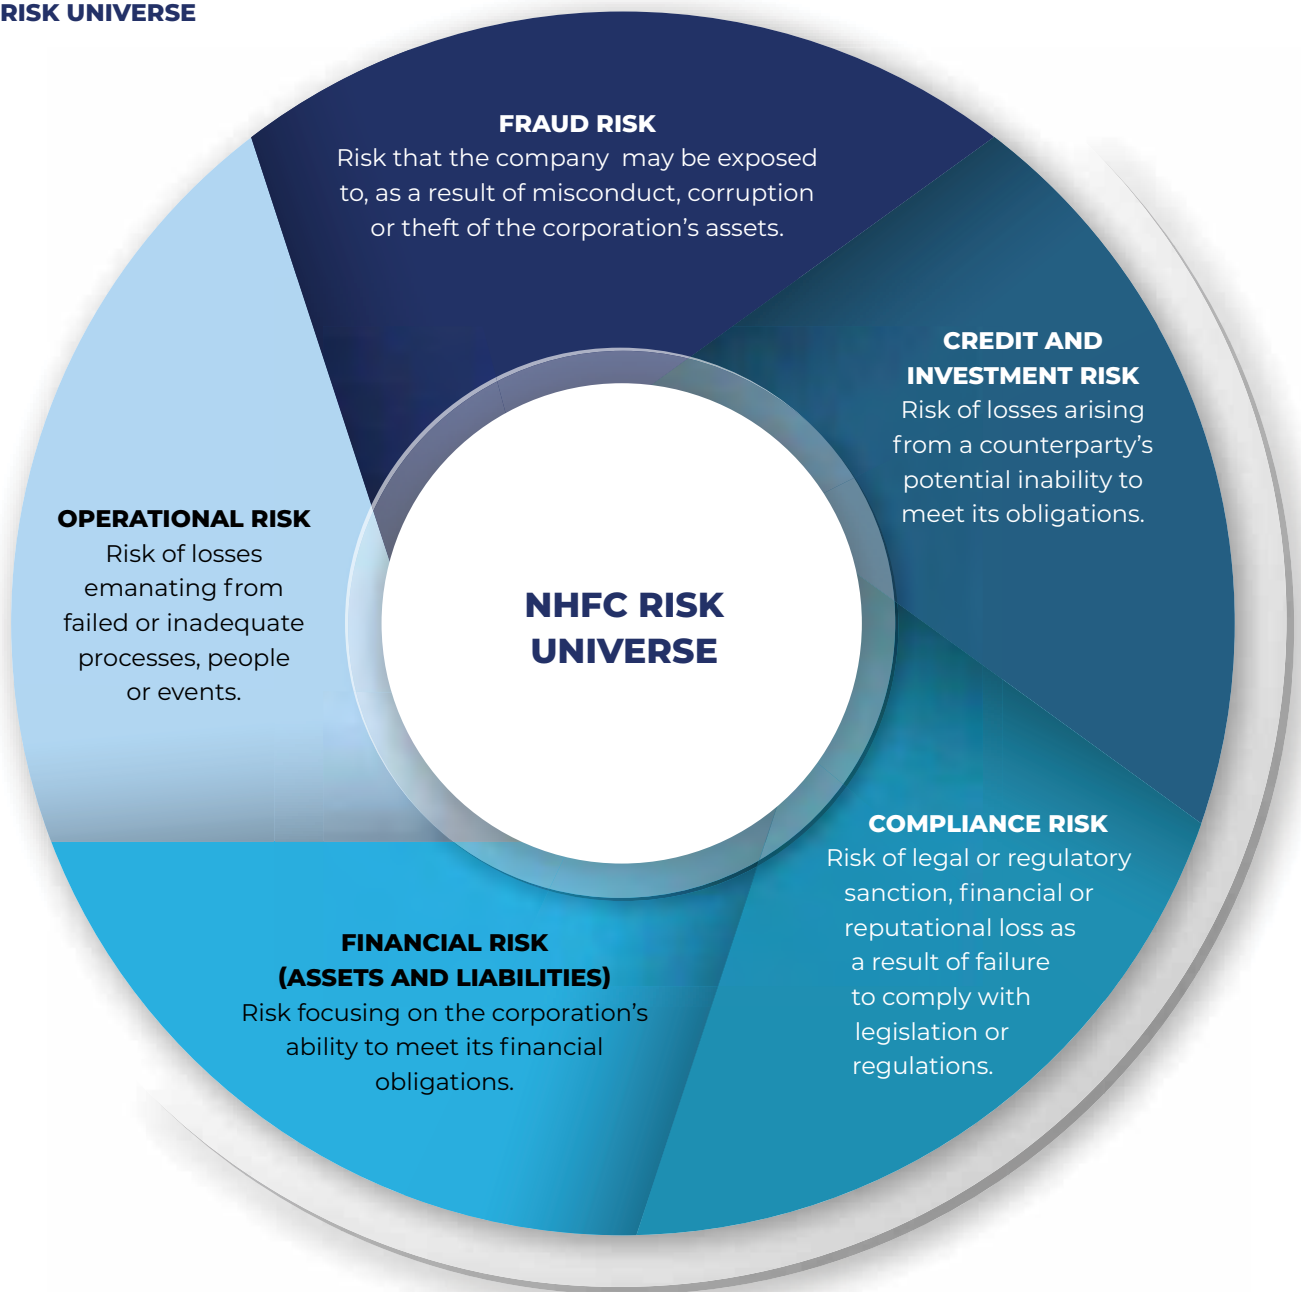 RISK UNIVERSE
FRAUD RISK
Risk that the company may be exposed
to, as a result of misconduct, corruption
or theft of the corporation’s assets.
CREDIT AND
INVESTMENT RISK
Risk of losses arising
from a counterparty’s
potential inability to
meet its obligations.
OPERATIONAL RISK
Risk of losses
emanating from
failed or inadequate
processes, people
or events.
NHFC RISK
UNIVERSE
COMPLIANCE RISK
Risk of legal or regulatory
sanction, financial or
reputational loss as
a result of failure
to comply with
legislation or
regulations.
FINANCIAL RISK
(ASSETS AND LIABILITIES)
Risk focusing on the corporation’s
ability to meet its financial
obligations.